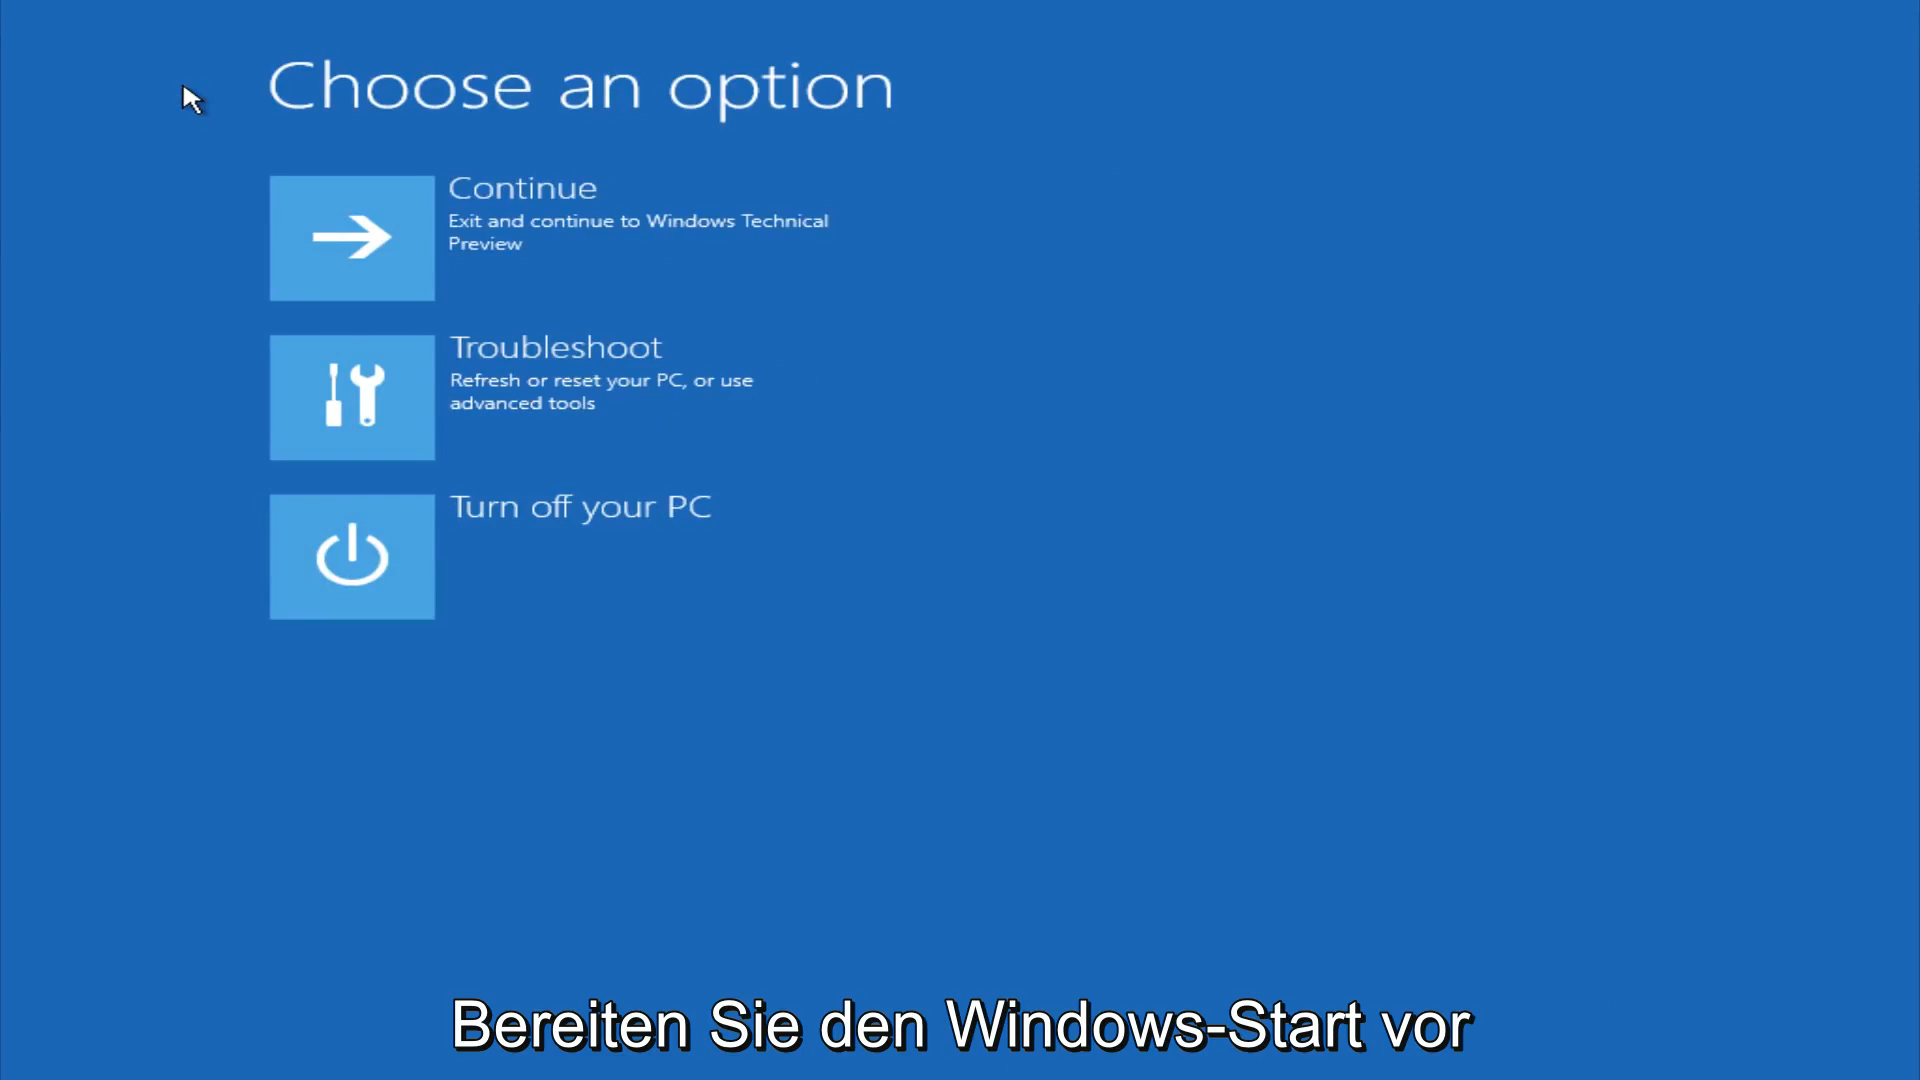 Choose an option
Continue
Exit and continue to Windows Technical
Preview
Troubleshoot
Refresh or reset your PC, or use
advanced tools
Turn off your PC
Bereiten Sie den Windows-Start vor